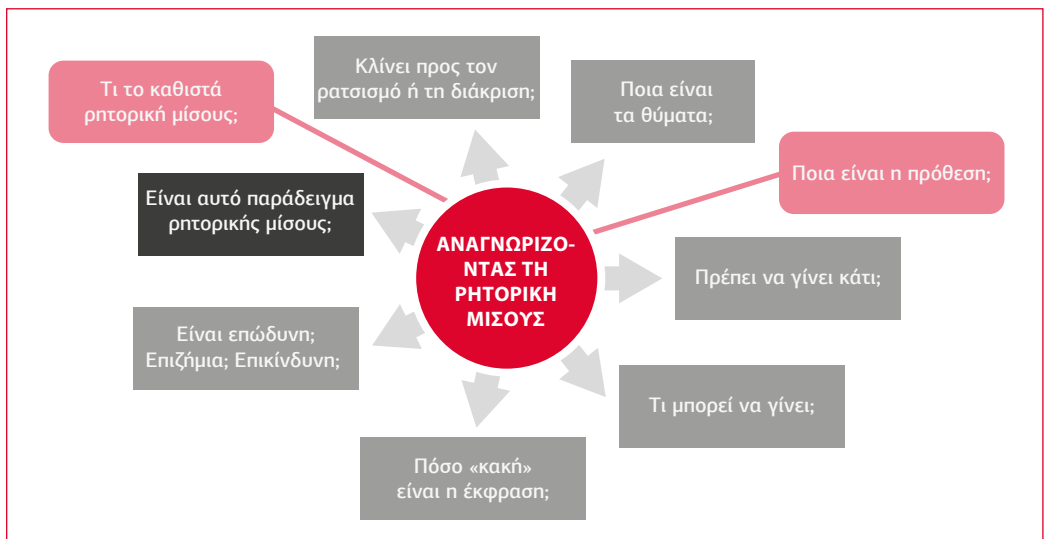 Κλίνει προς τον
ρατσισμό ή τη διάκριση;
Τι το καθιστά
ρητορική μίσους;
Ποια είναι
τα θύματα;
Ποια είναι η πρόθεση;
Είναι αυτό παράδειγμα
ρητορικής μίσους;
ΑΝΑΓΝΩΡΙΖΟ-
ΝΤΑΣ ΤΗ
ΡΗΤΟΡΙΚΗ
ΜΙΣΟΥΣ
Πρέπει να γίνει κάτι;
Είναι επώδυνη;
Επιζήμια; Επικίνδυνη;
Τι μπορεί να γίνει;
Πόσο «κακή»
είναι η έκφραση;